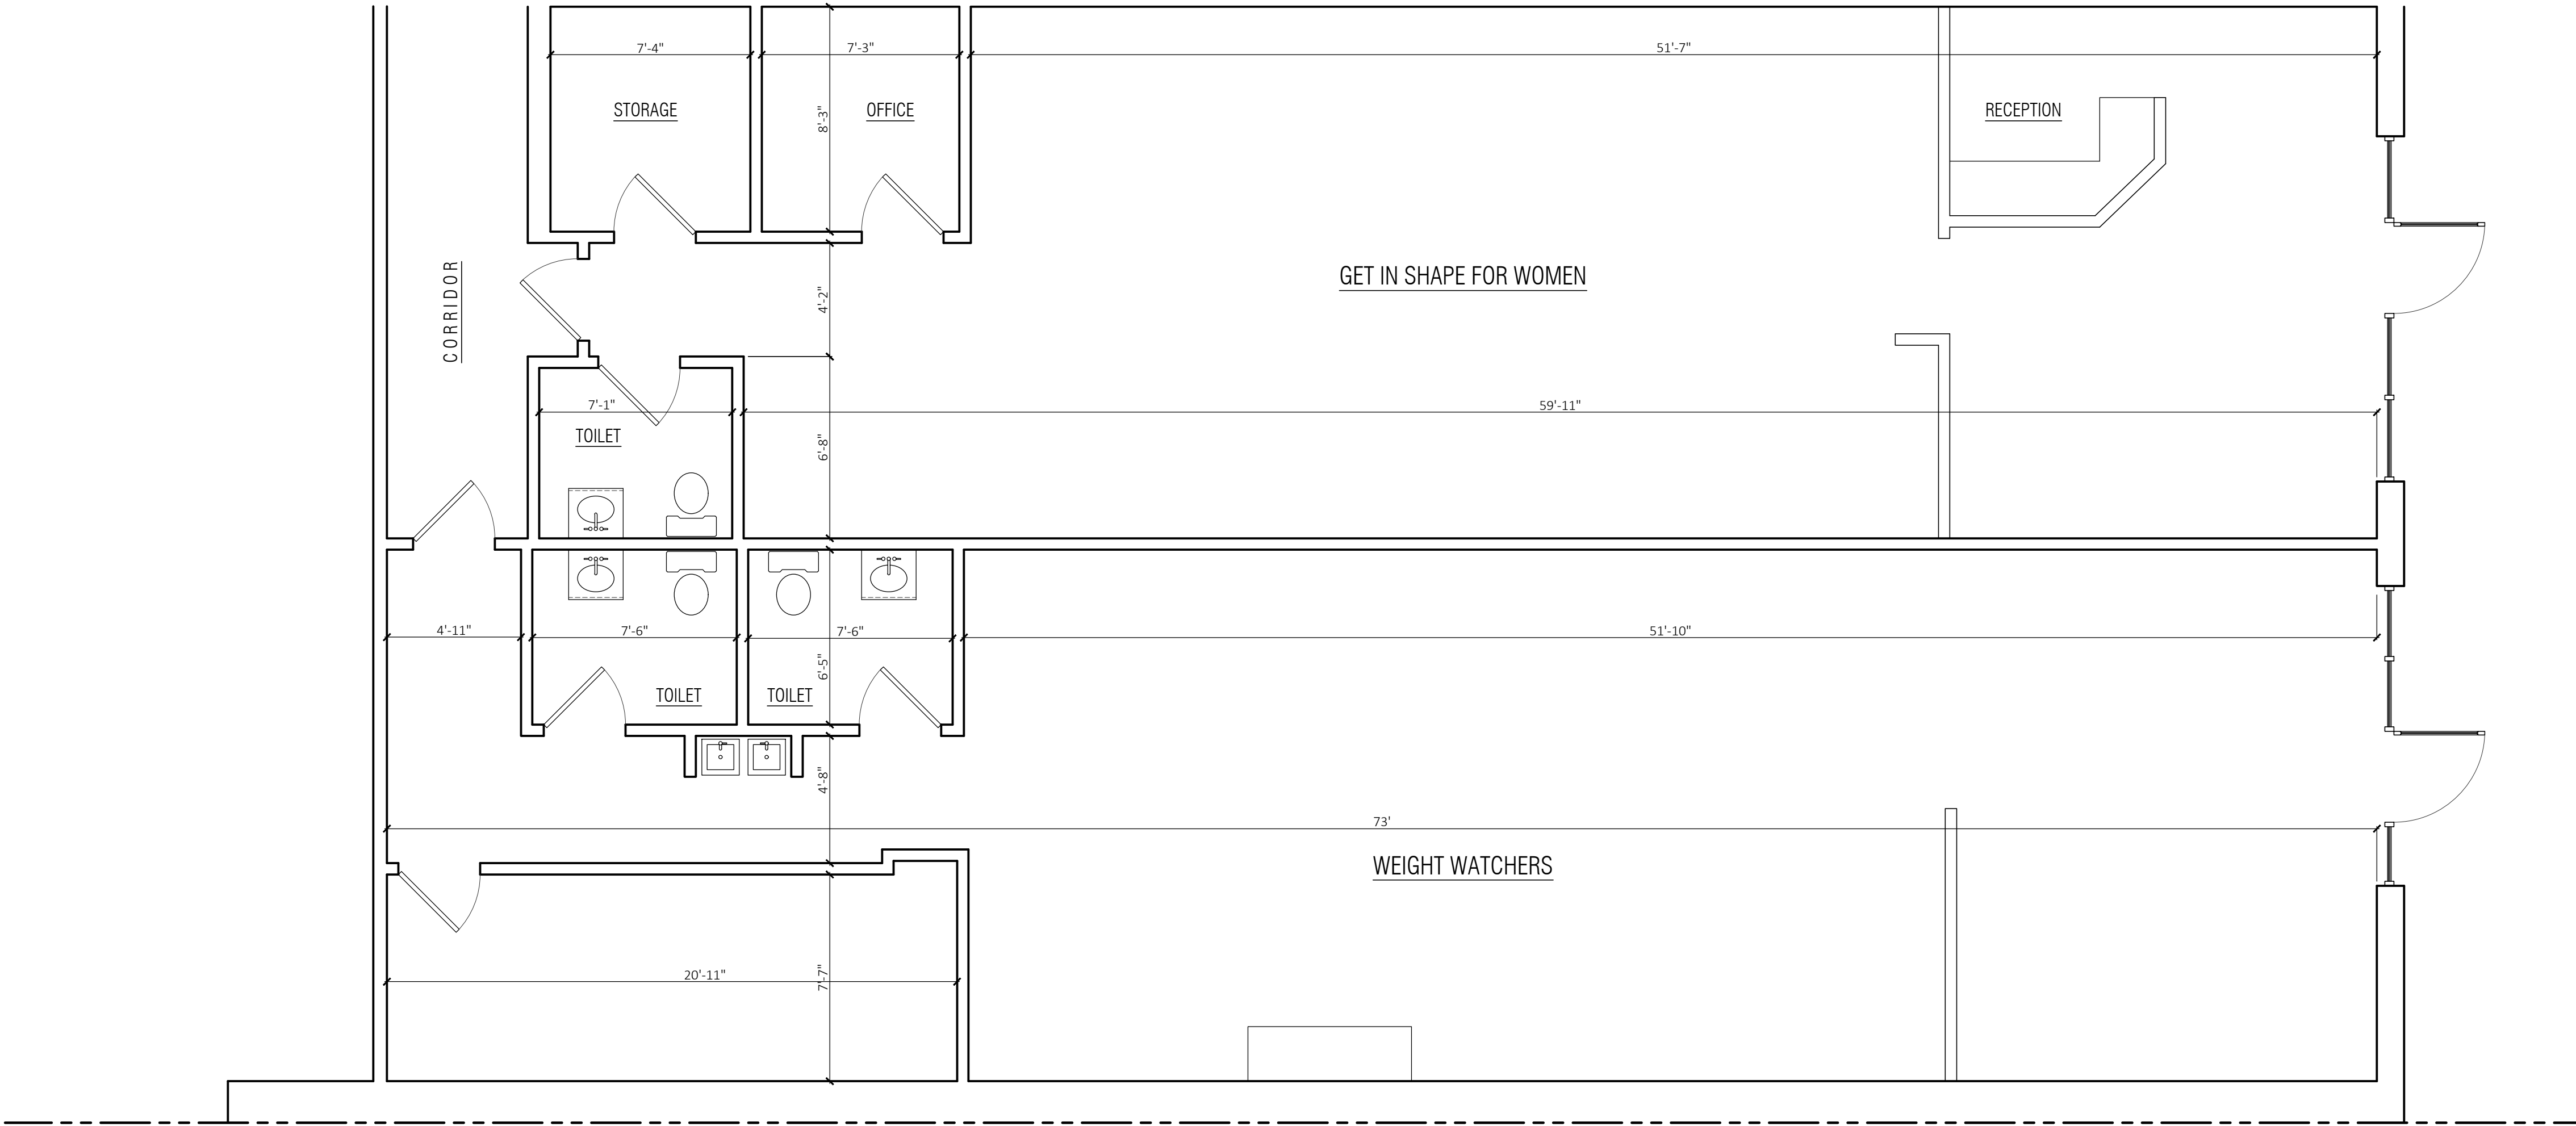 7'-4"
7'-3"
51'-7"
STORAGE
OFFICE
8'-3"
RECEPTION
CORRIDOR
4'-2"
GET IN SHAPE FOR WOMEN
7'-1"
59'-11"
TOILET
6'-8"
4'-11"
7'-6"
7'-6"
51'-10"
6'-5"
TOILET
TOILET
4'-8"
73'
WEIGHT WATCHERS
20'-11"
7'-7"